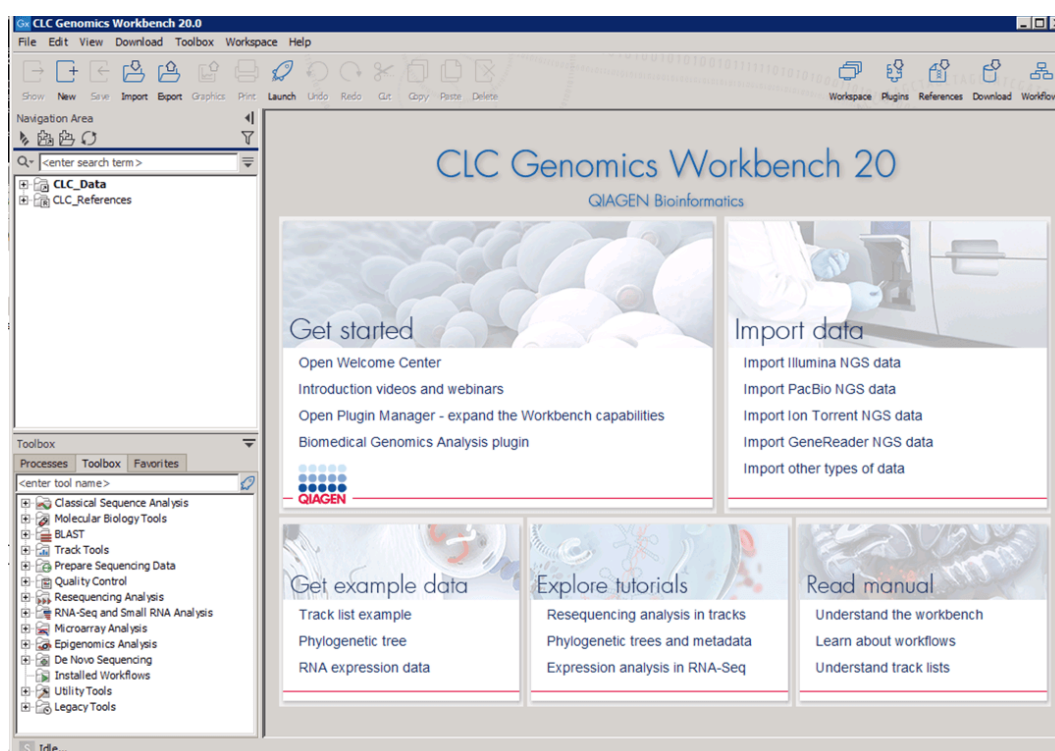 Gx CLC Genomics Workbench 20.0
File Edit View Download Toolbox Workspace Help
Show New Save Import Export Graphics Print Launch Undo Redo Cut Copy Paste Delete Workspace Plugins References Download Workflow
Navigation Area
<enter search term>
CLC_Data
CLC_References
CLC Genomics Workbench 20
QIAGEN Bioinformatics
Get started
Open Welcome Center
Introduction videos and webinars
Open Plugin Manager - expand the Workbench capabilities
Biomedical Genomics Analysis plugin
QIAGEN
Import data
Import Illumina NGS data
Import PacBio NGS data
Import Ion Torrent NGS data
Import GeneReader NGS data
Import other types of data
Toolbox
Processes Toolbox Favorites
<enter tool name>
Classical Sequence Analysis
Molecular Biology Tools
BLAST
Track Tools
Prepare Sequencing Data
Quality Control
Resequencing Analysis
RNA-Seq and Small RNA Analysis
Microarray Analysis
Epigenomics Analysis
De Novo Sequencing
Installed Workflows
Utility Tools
Legacy Tools
Get example data
Track list example
Phylogenetic tree
RNA expression data
Explore tutorials
Resequencing analysis in tracks
Phylogenetic trees and metadata
Expression analysis in RNA-Seq
Read manual
Understand the workbench
Learn about workflows
Understand track lists
Idle...